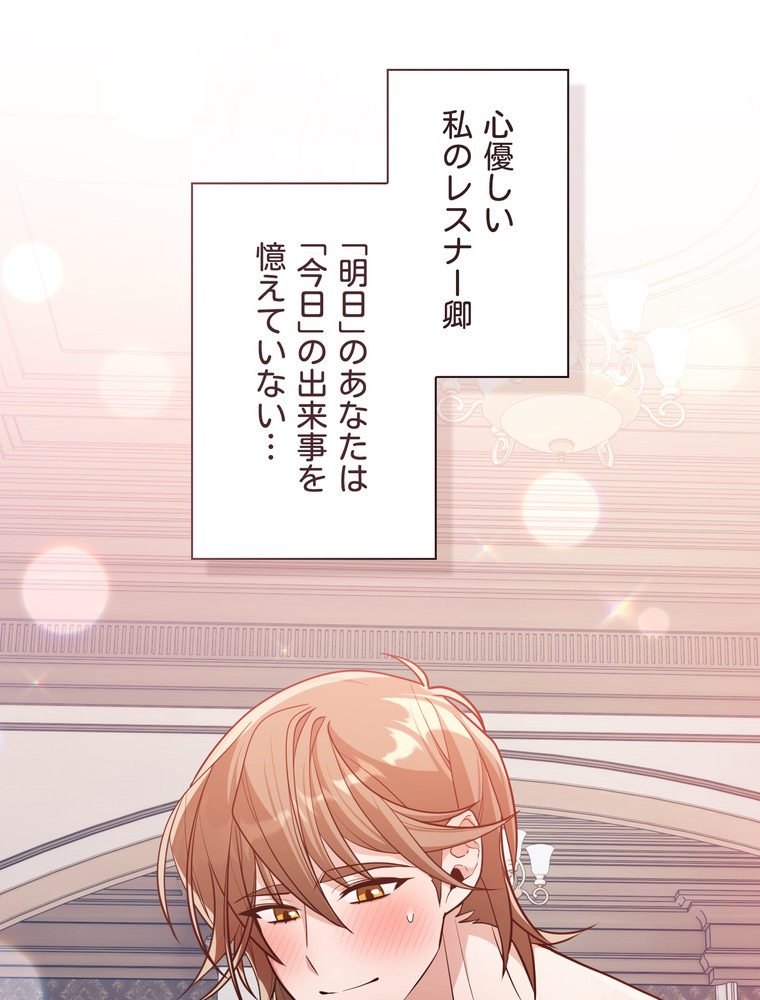 心優しい
私のレスナー卿
「明日」のあなたは
「今日」の出来事を
憶えていない…